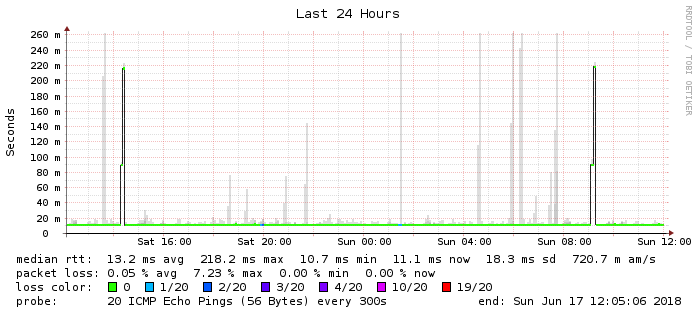 Last 24 Hours
RRDTOOL / TOBI OETIKER
Seconds
260 m
240 m
220 m
200 m
180 m
160 m
140 m
120 m
100 m
80 m
60 m
40 m
20 m
0
Sat 16:00 Sat 20:00 Sun 00:00 Sun 04:00 Sun 08:00 Sun 12:00
median rtt: 13.2 ms avg 218.2 ms max 10.7 ms min 11.1 ms now 18.3 ms sd 720.7 m am/s
packet loss: 0.05 % avg 7.23 % max 0.00 % min 0.00 % now
loss color: 0 1/20 2/20 3/20 4/20 10/20 19/20
probe: 20 ICMP Echo Pings (56 Bytes) every 300s end: Sun Jun 17 12:05:06 2018